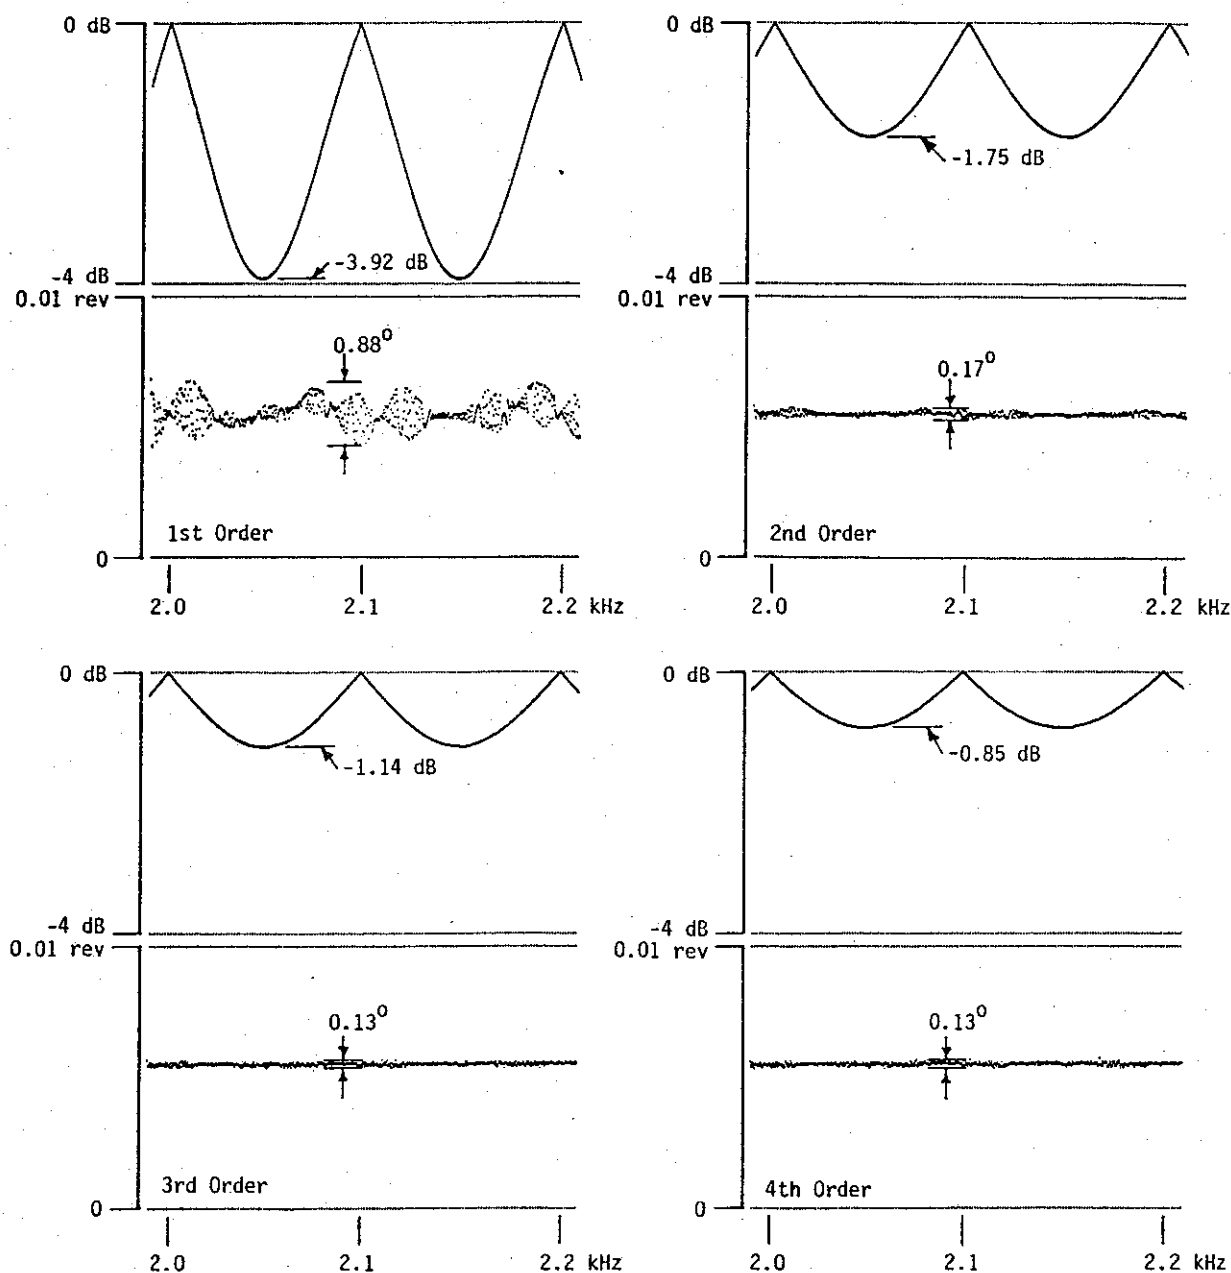 0 dB
-3.92 dB
-4 dB
0.01 rev
0.88°
1st Order
0
2.0 2.1 2.2 kHz
0 dB
-1.75 dB
-4 dB
0.01 rev
0.17°
2nd Order
0
2.0 2.1 2.2 kHz
0 dB
-1.14 dB
-4 dB
0.01 rev
0.13°
3rd Order
0
2.0 2.1 2.2 kHz
0 dB
-0.85 dB
-4 dB
0.01 rev
0.13°
4th Order
0
2.0 2.1 2.2 kHz